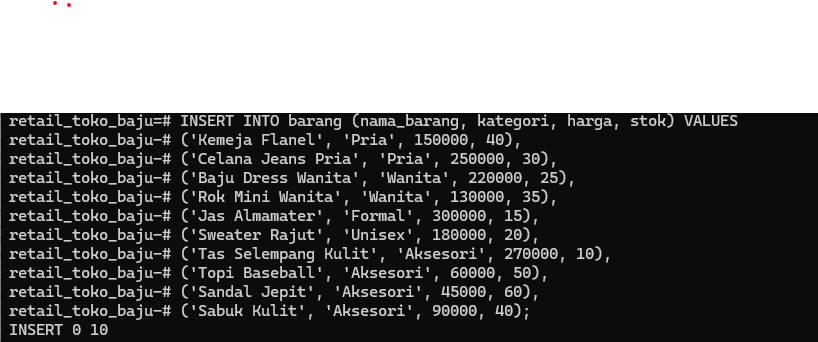 retail_toko_baju=# INSERT INTO barang (nama_barang, kategori, harga, stok) VALUES
retail_toko_baju-# ('Kemeja Flanel', 'Pria', 150000, 40),
retail_toko_baju-# ('Celana Jeans Pria', 'Pria', 250000, 30),
retail_toko_baju-# ('Baju Dress Wanita', 'Wanita', 220000, 25),
retail_toko_baju-# ('Rok Mini Wanita', 'Wanita', 130000, 35),
retail_toko_baju-# ('Jas Almamater', 'Formal', 300000, 15),
retail_toko_baju-# ('Sweater Rajut', 'Unisex', 180000, 20),
retail_toko_baju-# ('Tas Selempang Kulit', 'Aksesori', 270000, 10),
retail_toko_baju-# ('Topi Baseball', 'Aksesori', 60000, 50),
retail_toko_baju-# ('Sandal Jepit', 'Aksesori', 45000, 60),
retail_toko_baju-# ('Sabuk Kulit', 'Aksesori', 90000, 40);
INSERT 0 10